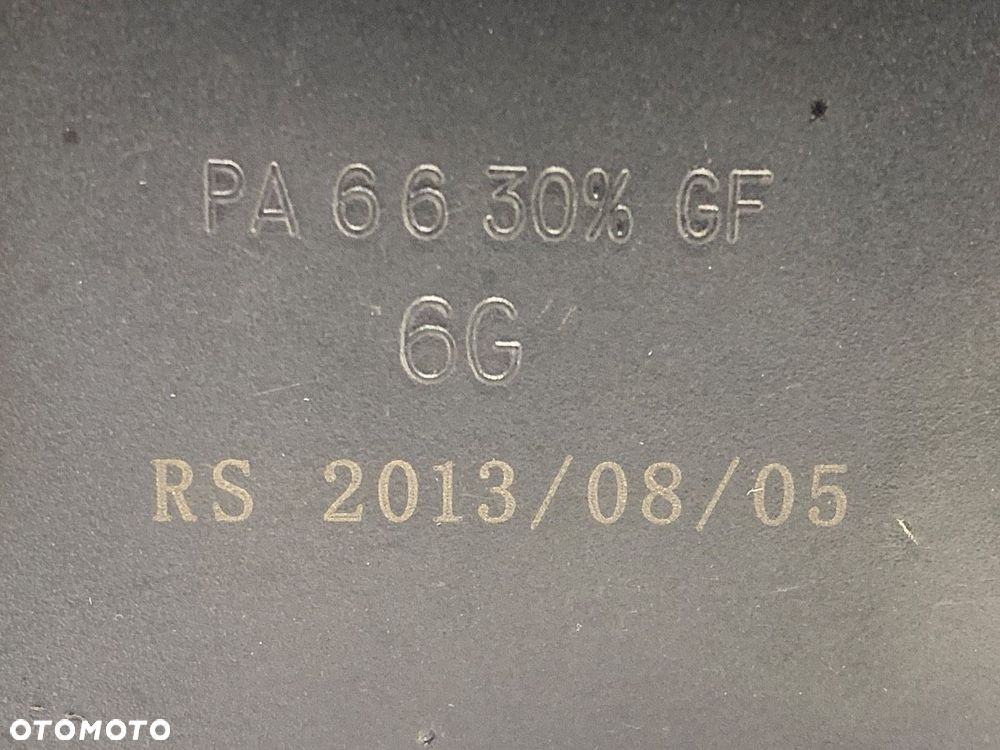 PA 66 30% GF
6G
RS 2013/08/05
OTOMOTO